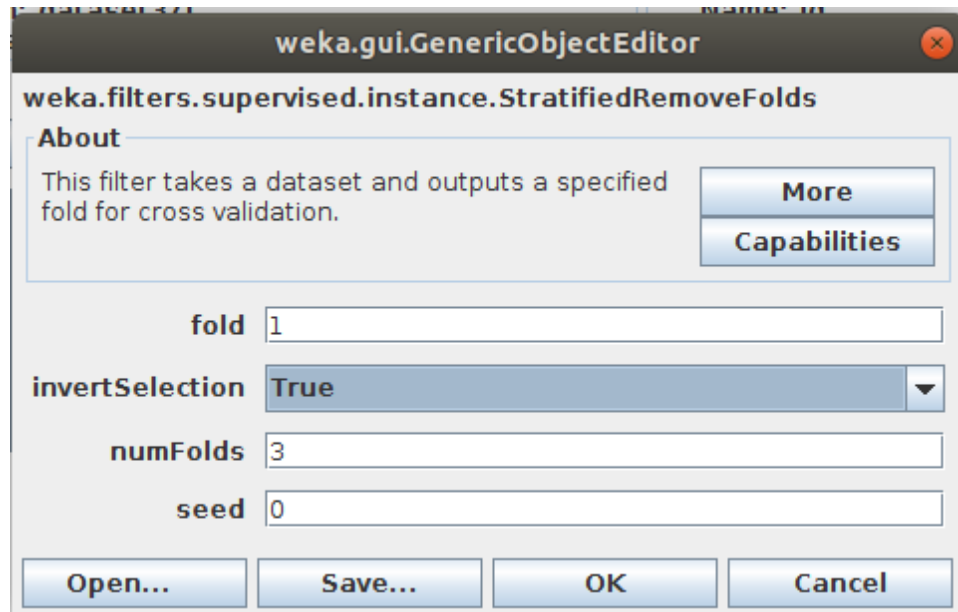 weka.gui.GenericObjectEditor
weka.filters.supervised.instance.StratifiedRemoveFolds
About
This filter takes a dataset and outputs a specified
fold for cross validation.
More
Capabilities
fold 1
invertSelection True
numFolds 3
seed 0
Open... Save... OK Cancel